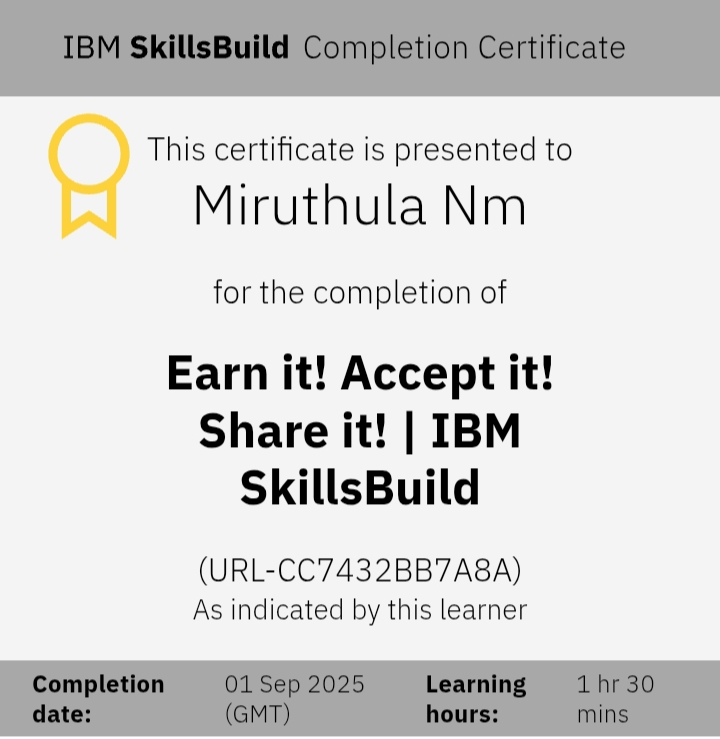 IBM SkillsBuild Completion Certificate
This certificate is presented to
Miruthula Nm
for the completion of
Earn it! Accept it!
Share it! | IBM
SkillsBuild
(URL-CC7432BB7A8A)
As indicated by this learner
Completion date: 01 Sep 2025 (GMT)
Learning hours: 1 hr 30 mins